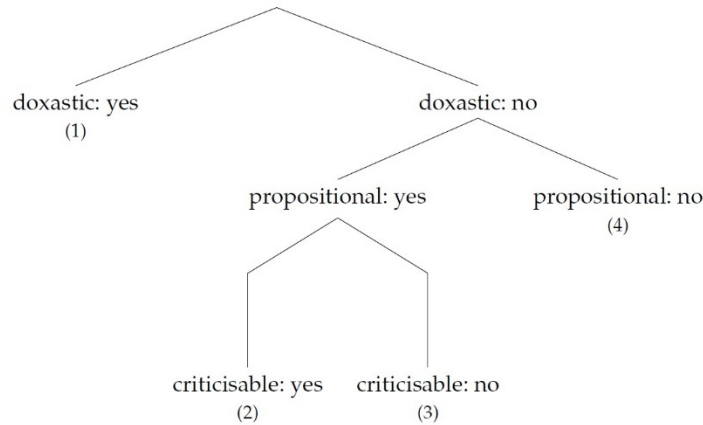 doxastic: yes
doxastic: no
(1)
propositional: yes
propositional: no
(4)
criticisable: yes
criticisable: no
(2)
(3)